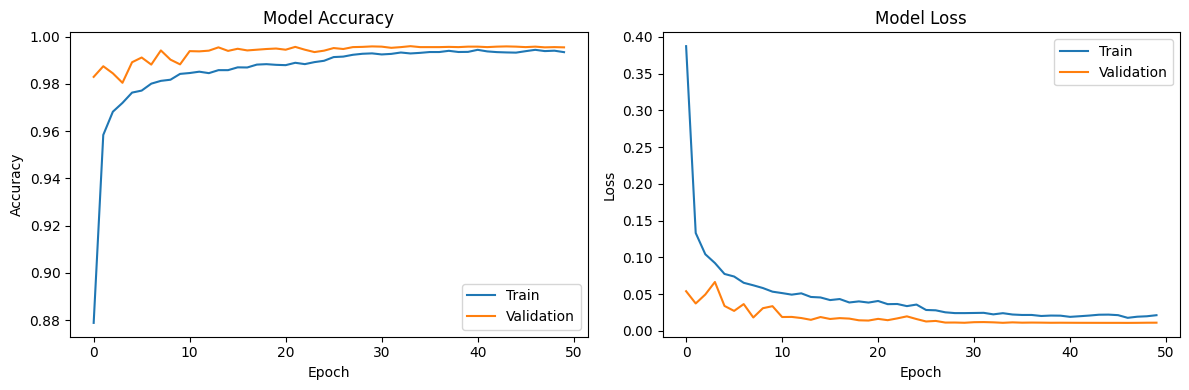 Model Accuracy
1.00
0.98
0.96
0.94
0.92
0.90
0.88
Accuracy
0 10 20 30 40 50
Epoch
Train
Validation
Model Loss
0.40
0.35
0.30
0.25
0.20
0.15
0.10
0.05
0.00
Loss
0 10 20 30 40 50
Epoch
Train
Validation